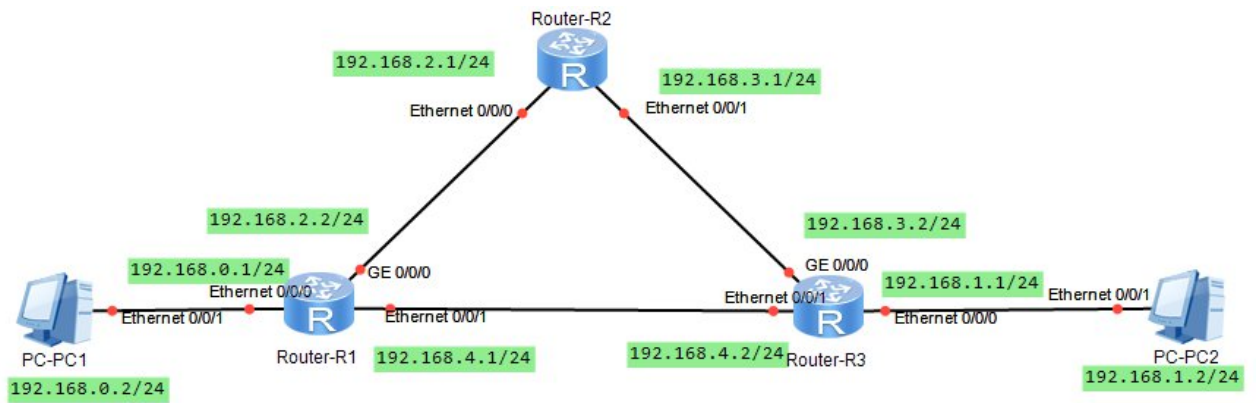 Router-R2
192.168.2.1/24
192.168.3.1/24
Ethernet 0/0/0
Ethernet 0/0/1
R
192.168.2.2/24
192.168.3.2/24
192.168.0.1/24
GE 0/0/0
GE 0/0/0
192.168.1.1/24
Ethernet 0/0/0
Ethernet 0/0/1
Ethernet 0/0/1
Ethernet 0/0/1
Ethernet 0/0/1
Ethernet 0/0/0
R
R
PC-PC1
Router-R1
192.168.4.1/24
192.168.4.2/24
Router-R3
PC-PC2
192.168.0.2/24
192.168.1.2/24